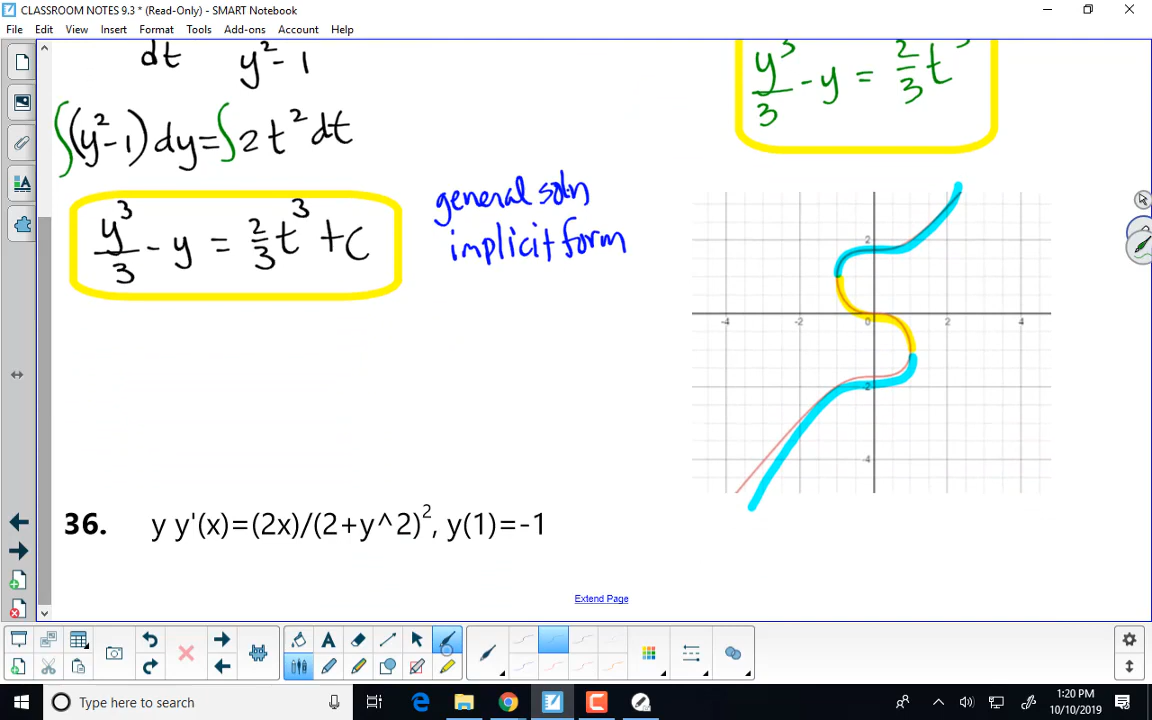 CLASSROOM NOTES 9.3 * (Read-Only) - SMART Notebook
File Edit View Insert Format Tools Add-ons Account Help
dt y²-1
∫(y²-1) dy = ∫2t² dt
y³/3 - y = 2/3 t³ + C
general soln
implicit form
y³/3 - y = 2/3 t³
2
-4 -2 0 2 4
-2
-4
36. y y'(x)=(2x)/(2+y^2)², y(1)=-1
Extend Page
Type here to search
1:20 PM
10/10/2019